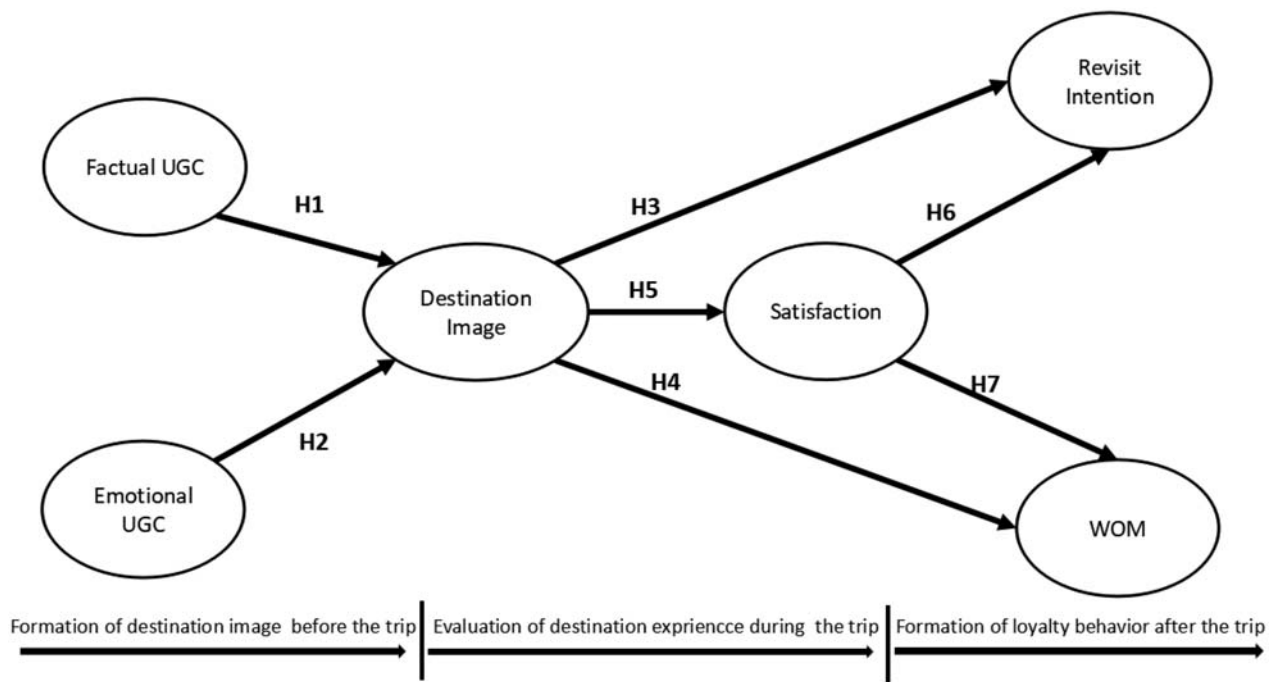 Revisit
Intention
Factual UGC
H1
H3
H6
Destination
Image
H5
Satisfaction
H4
H7
H2
Emotional
UGC
WOM
Formation of destination image before the trip
Evaluation of destination expriencce during the trip
Formation of loyalty behavior after the trip